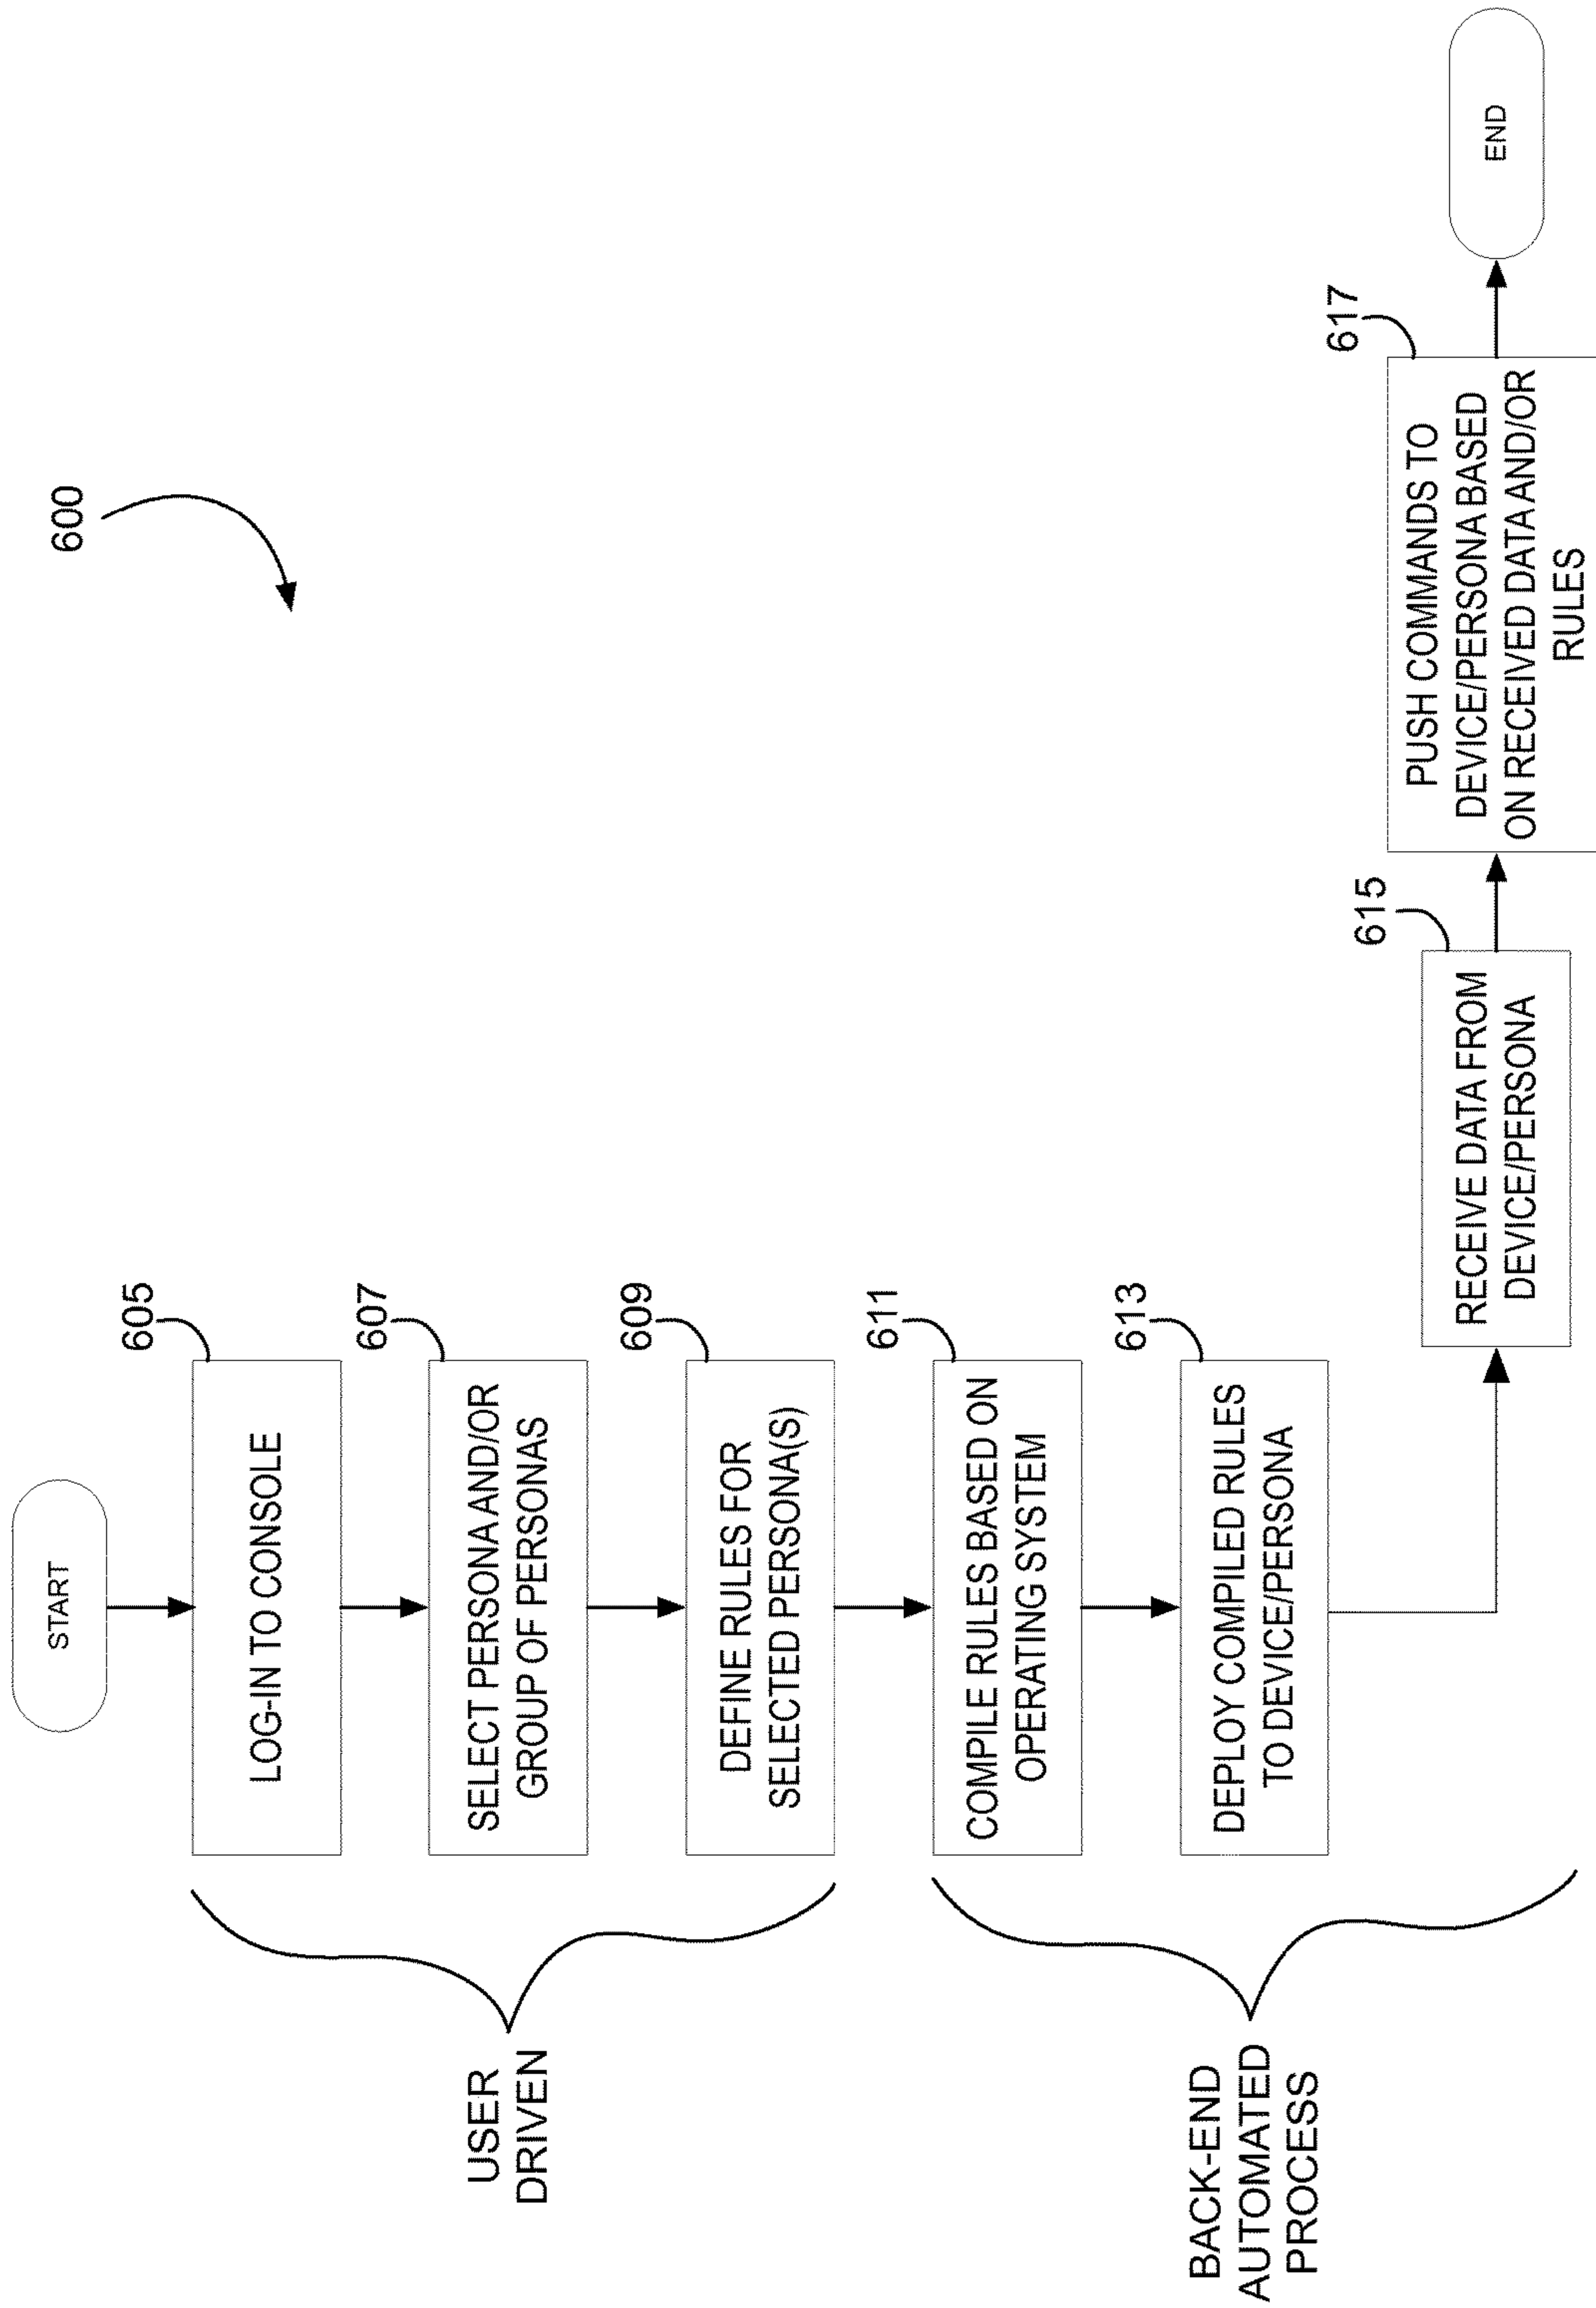 600
START
605
LOG-IN TO CONSOLE
607
SELECT PERSONA AND/OR
GROUP OF PERSONAS
609
DEFINE RULES FOR
SELECTED PERSONA(S)
USER
DRIVEN
611
COMPILE RULES BASED ON
OPERATING SYSTEM
613
DEPLOY COMPILED RULES
TO DEVICE/PERSONA
BACK-END
AUTOMATED
PROCESS
615
RECEIVE DATA FROM
DEVICE/PERSONA
617
PUSH COMMANDS TO
DEVICE/PERSONA BASED
ON RECEIVED DATA AND/OR
RULES
END